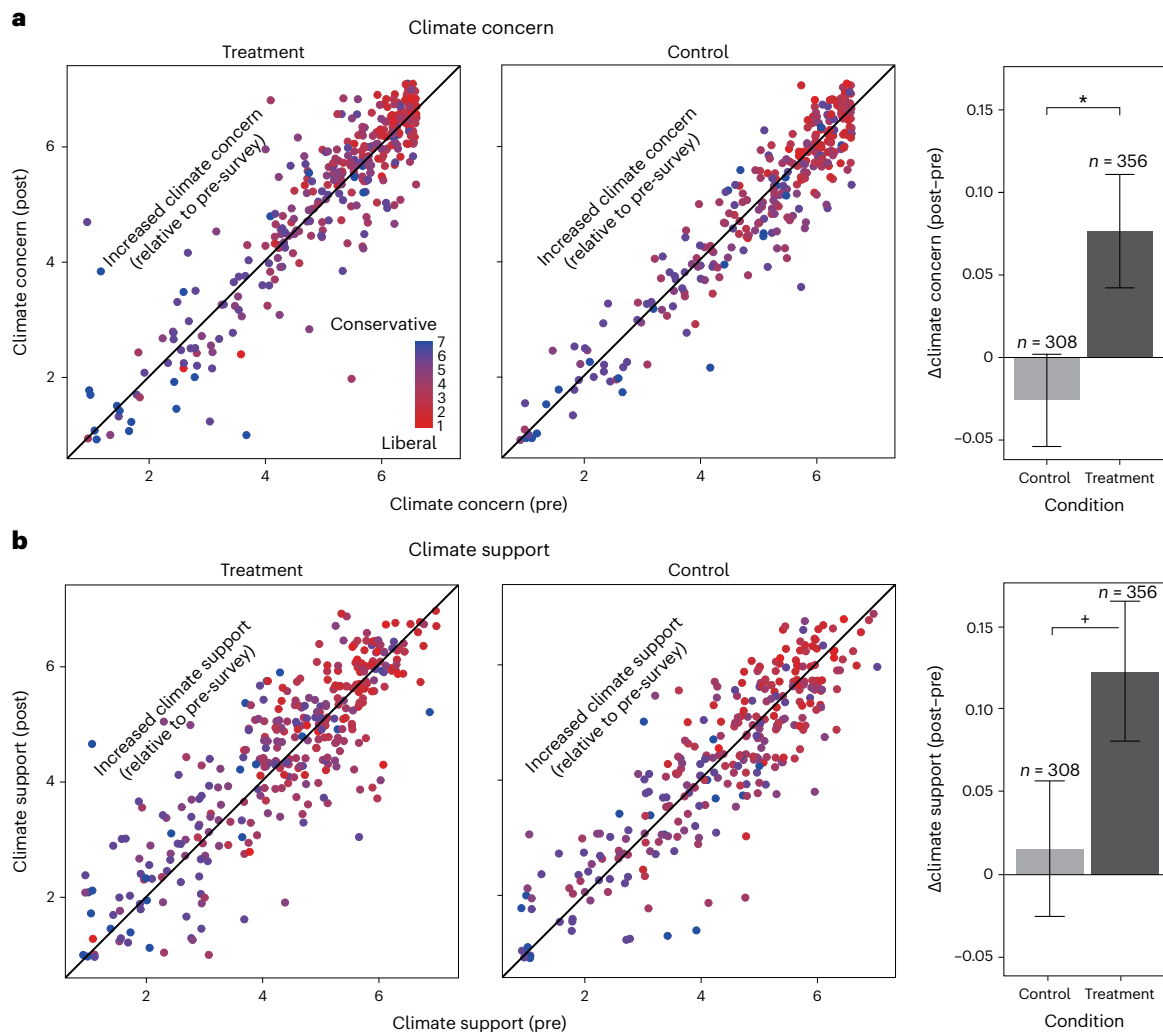 a
Climate concern
Treatment
Control
Increased climate concern
(relative to pre-survey)
Increased climate concern
(relative to pre-survey)
Climate concern (post)
6
4
2
Conservative
7
6
5
4
3
2
1
Liberal
2
4
6
2
4
6
Climate concern (pre)
Δclimate concern (post–pre)
0.15
0.10
0.05
0
–0.05
*
n = 356
n = 308
Control
Treatment
Condition
b
Climate support
Treatment
Control
Increased climate support
(relative to pre-survey)
Increased climate support
(relative to pre-survey)
Climate support (post)
6
4
2
2
4
6
2
4
6
Climate support (pre)
Δclimate support (post–pre)
0.15
0.10
0.05
0
–0.05
n = 356
+
n = 308
Control
Treatment
Condition